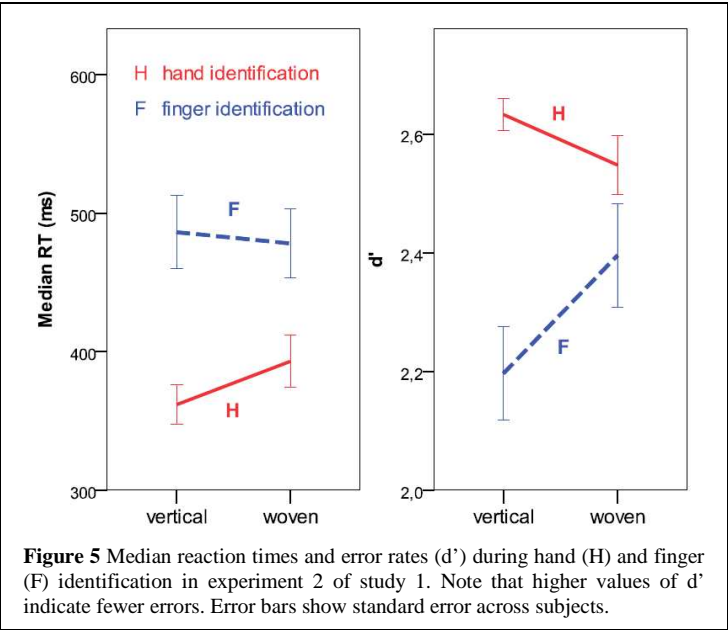 600
H hand identification
F finger identification
500
400
300
Median RT (ms)
F
H
vertical woven
2,6
2,4
2,2
2,0
d'
H
F
vertical woven
Figure 5 Median reaction times and error rates (d’) during hand (H) and finger
(F) identification in experiment 2 of study 1. Note that higher values of d’
indicate fewer errors. Error bars show standard error across subjects.